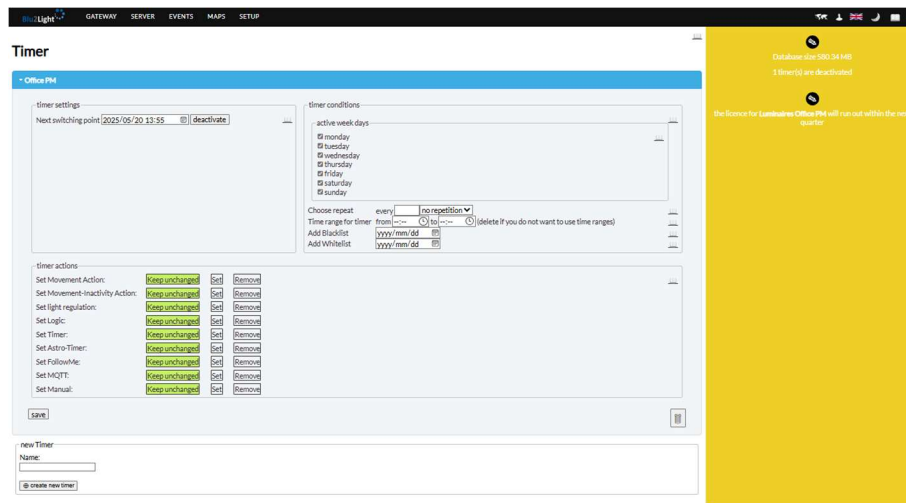 Blu2Light GATEWAY SERVER EVENTS MAPS SETUP
Timer
Office PM
timer settings
Next switching point 2025/05/20 13:55 deactivate
timer conditions
active week days
monday
tuesday
wednesday
thursday
friday
saturday
sunday
Choose repeat every no repetition
Time range for timer from --:-- to --:-- (delete if you do not want to use time ranges)
Add Blacklist yyyy/mm/dd
Add Whitelist yyyy/mm/dd
timer actions
Set Movement Action: Keep unchanged Set Remove
Set Movement-Inactivity Action: Keep unchanged Set Remove
Set light regulation: Keep unchanged Set Remove
Set Logic: Keep unchanged Set Remove
Set Timer: Keep unchanged Set Remove
Set Astro-Timer: Keep unchanged Set Remove
Set FollowMe: Keep unchanged Set Remove
Set MQTT: Keep unchanged Set Remove
Set Manual: Keep unchanged Set Remove
save
new Timer
Name:
create new timer
Database size 580.34 MB
1 timer(s) are deactivated
the licence for Luminaires Office PM will run out within the ne
quarter